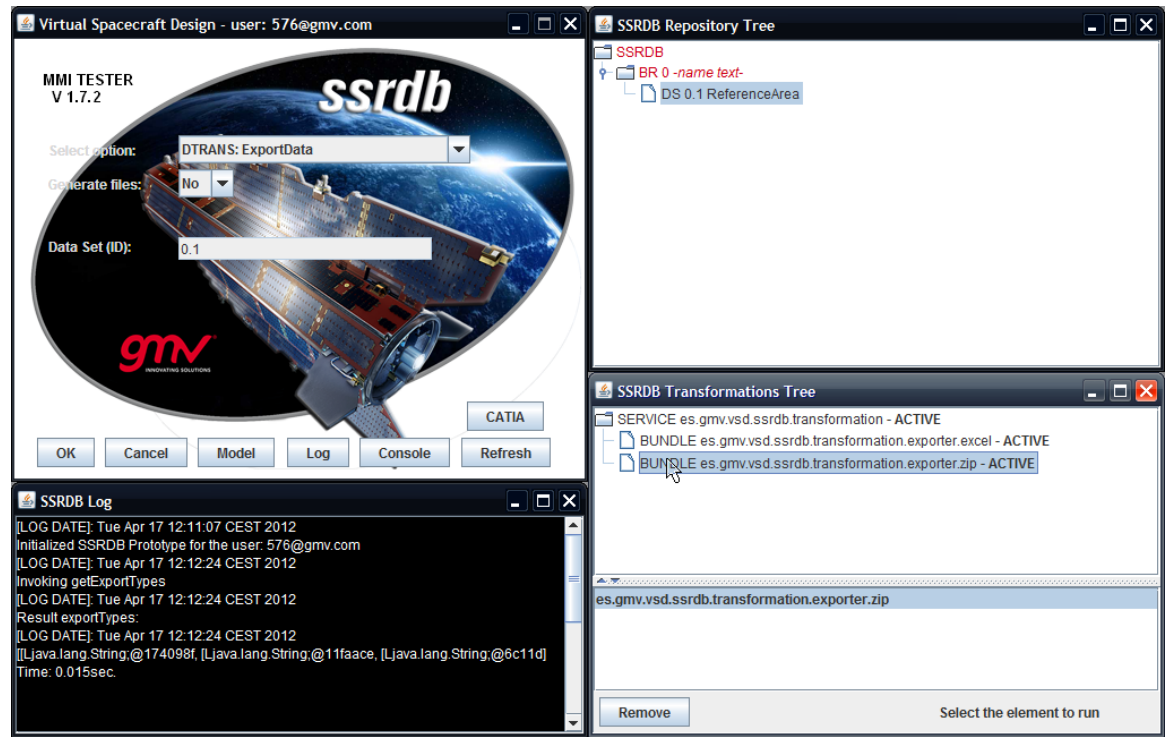 Virtual Spacecraft Design - user: 576@gmv.com
MMI TESTER
V 1.7.2
ssrdb
Select option:
DTRANS: ExportData
Generate files:
No
Data Set (ID):
0.1
gmv
INNOVATING SOLUTIONS
CATIA
OK
Cancel
Model
Log
Console
Refresh
SSRDB Log
[LOG DATE]: Tue Apr 17 12:11:07 CEST 2012
Initialized SSRDB Prototype for the user: 576@gmv.com
[LOG DATE]: Tue Apr 17 12:12:24 CEST 2012
Invoking getExportTypes
[LOG DATE]: Tue Apr 17 12:12:24 CEST 2012
Result exportTypes:
[LOG DATE]: Tue Apr 17 12:12:24 CEST 2012
[[Ljava.lang.String;@174098f, [Ljava.lang.String;@11faace, [Ljava.lang.String;@6c11d]
Time: 0.015sec.
SSRDB Repository Tree
SSRDB
BR 0 -name text-
DS 0.1 ReferenceArea
SSRDB Transformations Tree
SERVICE es.gmv.vsd.ssrdb.transformation - ACTIVE
BUNDLE es.gmv.vsd.ssrdb.transformation.exporter.excel - ACTIVE
BUNDLE es.gmv.vsd.ssrdb.transformation.exporter.zip - ACTIVE
es.gmv.vsd.ssrdb.transformation.exporter.zip
Remove
Select the element to run